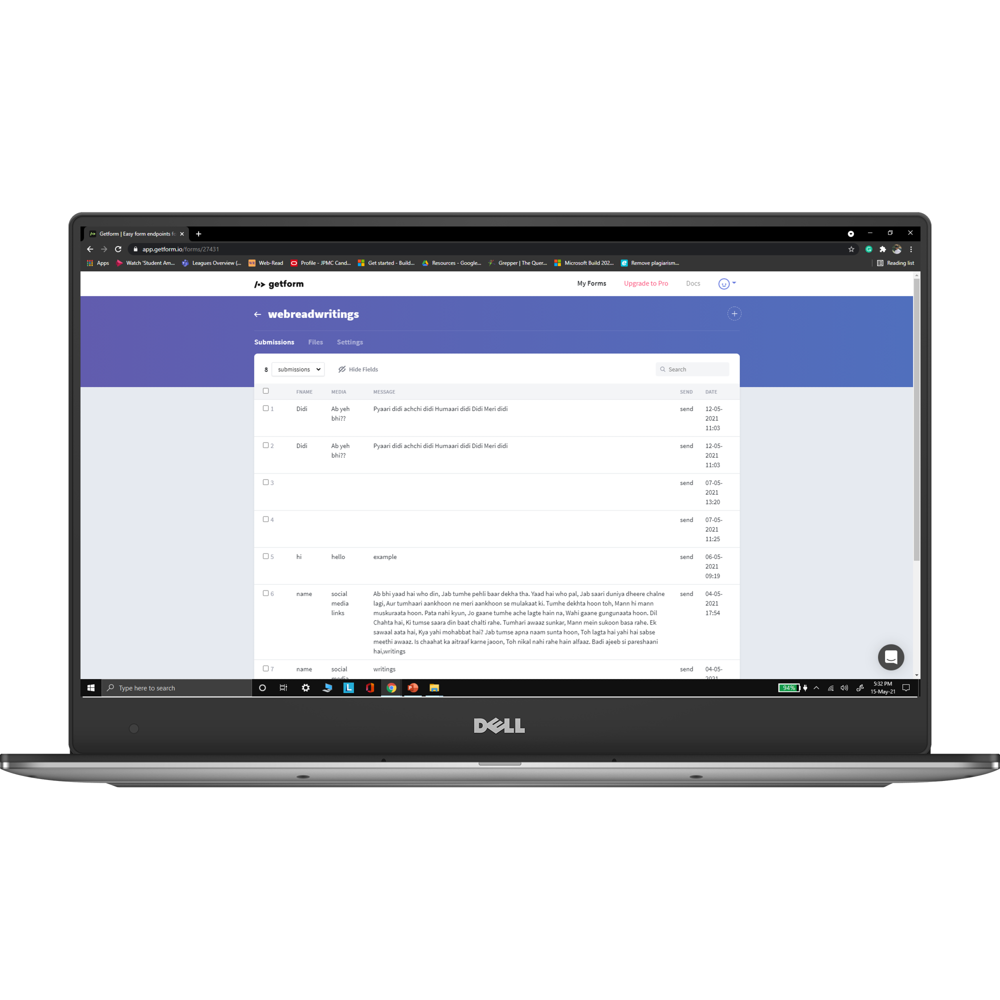 Getform | Easy form endpoints fo
app.getform.io/forms/27431
Apps Watch 'Student Am... Leagues Overview (... WR Web-Read Profile - JPMC Cand... Get started - Build... Resources - Google... Grepper | The Quer... Microsoft Build 202... Remove plagiarism... Reading list
getform My Forms Upgrade to Pro Docs
webreadwritings
Submissions Files Settings
8 submissions Hide Fields Search
FNAME MEDIA MESSAGE SEND DATE
1 Didi Ab yeh Pyaari didi achchi didi Humaari didi Didi Meri didi send 12-05-
bhi?? 2021
11:03
2 Didi Ab yeh Pyaari didi achchi didi Humaari didi Didi Meri didi send 12-05-
bhi?? 2021
11:03
3 send 07-05-
2021
13:20
4 send 07-05-
2021
11:25
5 hi hello example send 06-05-
2021
09:19
6 name social Ab bhi yaad hai who din, Jab tumhe pehli baar dekha tha. Yaad hai who pal, Jab saari duniya dheere chalne send 04-05-
media lagi, Aur tumhaari aankhoon ne meri aankhoon se mulakaat ki. Tumhe dekhta hoon toh, Mann hi mann 2021
links muskuraata hoon. Pata nahi kyun, Jo gaane tumhe ache lagte hain na, Wahi gaane gungunaata hoon. Dil 17:54
Chahta hai, Ki tumse saara din baat chalti rahe. Tumhari awaaz sunkar, Mann mein sukoon basa rahe. Ek
sawaal aata hai, Kya yahi mohabbat hai? Jab tumse apna naam sunta hoon, Toh lagta hai yahi hai sabse
meethi awaaz. Is chaahat ka aitraaf karne jaoon, Toh nikal nahi rahe hain alfaaz. Badi ajeeb si pareshaani
hai,writings
7 name social writings send 04-05-
media 2021
Type here to search L 94% 5:32 PM
15-May-21
DELL